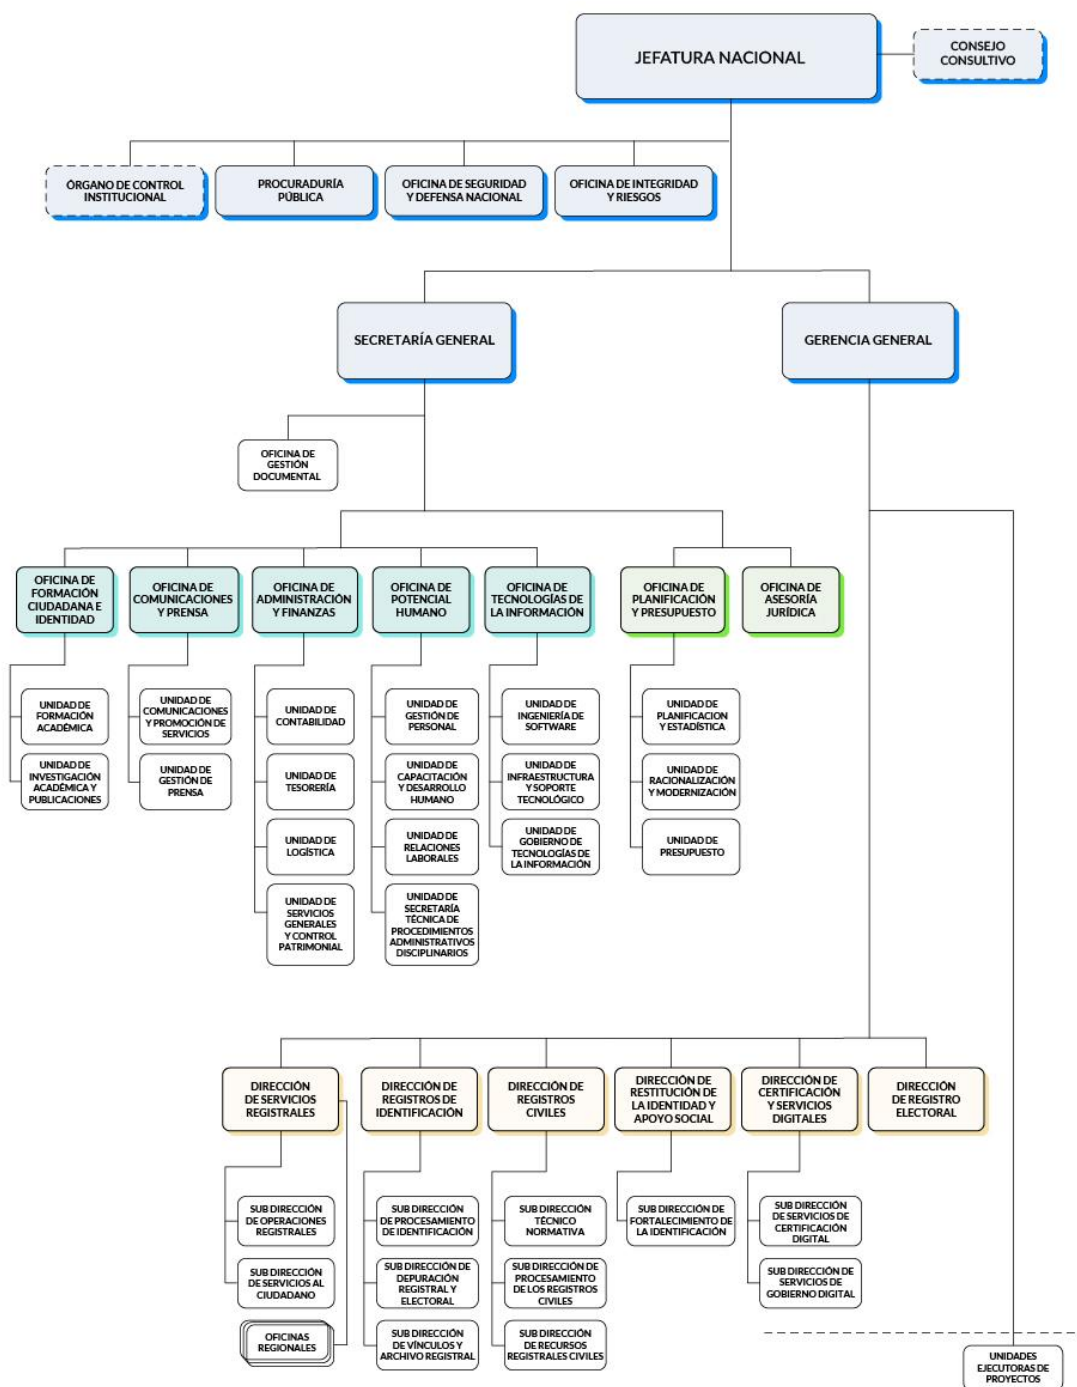 JEFATURA NACIONAL
CONSEJO
CONSULTIVO
ÓRGANO DE CONTROL
INSTITUCIONAL
PROCURADURÍA
PÚBLICA
OFICINA DE SEGURIDAD
Y DEFENSA NACIONAL
OFICINA DE INTEGRIDAD
Y RIESGOS
SECRETARÍA GENERAL
GERENCIA GENERAL
OFICINA DE
GESTIÓN
DOCUMENTAL
OFICINA DE
FORMACIÓN
CIUDADANA E
IDENTIDAD
OFICINA DE
COMUNICACIONES
Y PRENSA
OFICINA DE
ADMINISTRACIÓN
Y FINANZAS
OFICINA DE
POTENCIAL
HUMANO
OFICINA DE
TECNOLOGÍAS DE
LA INFORMACIÓN
OFICINA DE
PLANIFICACIÓN
Y PRESUPUESTO
OFICINA DE
ASESORÍA
JURÍDICA
UNIDAD DE
FORMACIÓN
ACADÉMICA
UNIDAD DE
COMUNICACIONES
Y PROMOCIÓN DE
SERVICIOS
UNIDAD DE
CONTABILIDAD
UNIDAD DE
GESTIÓN DE
PERSONAL
UNIDAD DE
INGENIERÍA DE
SOFTWARE
UNIDAD DE
PLANIFICACION
Y ESTADÍSTICA
UNIDAD DE
INVESTIGACIÓN
ACADÉMICA Y
PUBLICACIONES
UNIDAD DE
GESTIÓN DE
PRENSA
UNIDAD DE
TESORERÍA
UNIDAD DE
CAPACITACIÓN
Y DESARROLLO
HUMANO
UNIDAD DE
INFRAESTRUCTURA
Y SOPORTE
TECNOLÓGICO
UNIDAD DE
RACIONALIZACIÓN
Y MODERNIZACIÓN
UNIDAD DE
LOGÍSTICA
UNIDAD DE
RELACIONES
LABORALES
UNIDAD DE
GOBIERNO DE
TECNOLOGÍAS DE
LA INFORMACIÓN
UNIDAD DE
PRESUPUESTO
UNIDAD DE
SERVICIOS
GENERALES
Y CONTROL
PATRIMONIAL
UNIDAD DE
SECRETARÍA
TÉCNICA DE
PROCEDIMIENTOS
ADMINISTRATIVOS
DISCIPLINARIOS
DIRECCIÓN
DE SERVICIOS
REGISTRALES
DIRECCIÓN DE
REGISTROS DE
IDENTIFICACIÓN
DIRECCIÓN DE
REGISTROS
CIVILES
DIRECCIÓN DE
RESTITUCIÓN DE
LA IDENTIDAD Y
APOYO SOCIAL
DIRECCIÓN DE
CERTIFICACIÓN
Y SERVICIOS
DIGITALES
DIRECCIÓN
DE REGISTRO
ELECTORAL
SUB DIRECCIÓN
DE OPERACIONES
REGISTRALES
SUB DIRECCIÓN
DE PROCESAMIENTO
DE IDENTIFICACIÓN
SUB DIRECCIÓN
TÉCNICO
NORMATIVA
SUB DIRECCIÓN DE
FORTALECIMIENTO DE
LA IDENTIFICACIÓN
SUB DIRECCIÓN
DE SERVICIOS DE
CERTIFICACIÓN
DIGITAL
SUB DIRECCIÓN
DE SERVICIOS AL
CIUDADANO
SUB DIRECCIÓN DE
DEPURACIÓN
REGISTRAL Y
ELECTORAL
SUB DIRECCIÓN DE
PROCESAMIENTO
DE LOS REGISTROS
CIVILES
SUB DIRECCIÓN DE
SERVICIOS DE
GOBIERNO DIGITAL
OFICINAS
REGIONALES
SUB DIRECCIÓN
DE VÍNCULOS Y
ARCHIVO REGISTRAL
SUB DIRECCIÓN
DE RECURSOS
REGISTRALES CIVILES
UNIDADES
EJECUTORAS DE
PROYECTOS